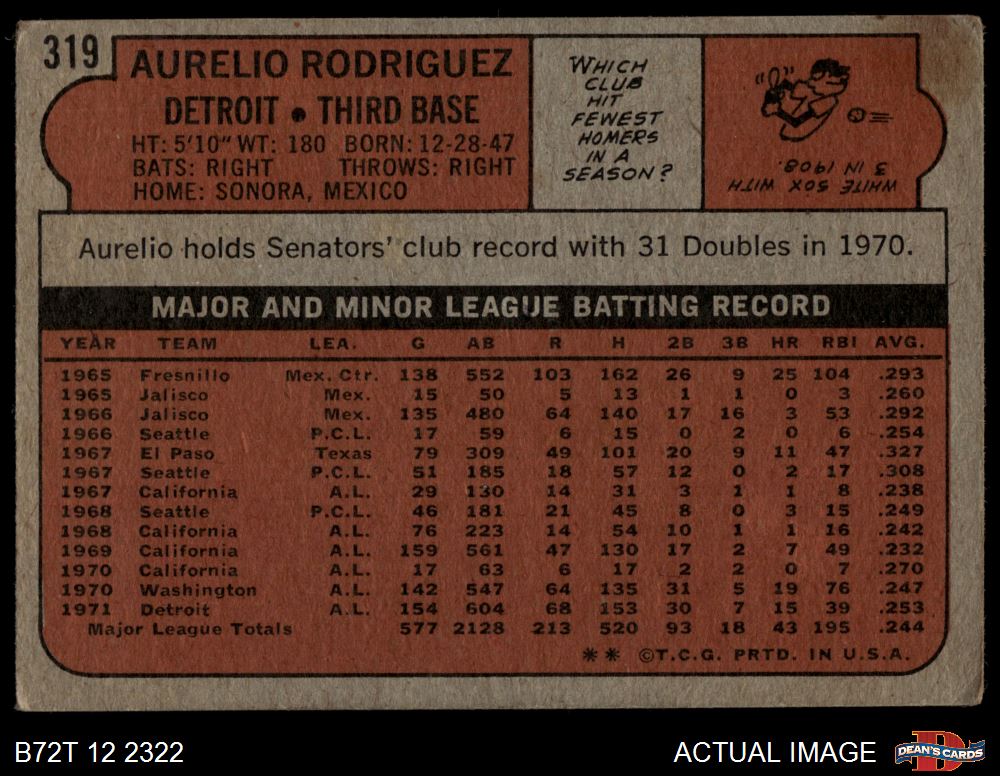 319
AURELIO RODRIGUEZ
DETROIT • THIRD BASE
HT: 5'10" WT: 180 BORN: 12-28-47
BATS: RIGHT THROWS: RIGHT
HOME: SONORA, MEXICO
WHICH
CLUB
HIT
FEWEST
HOMERS
IN A
SEASON?
WHITE SOX WITH
3 IN 1908.
Aurelio holds Senators' club record with 31 Doubles in 1970.
MAJOR AND MINOR LEAGUE BATTING RECORD
YEAR TEAM LEA. G AB R H 2B 3B HR RBI AVG.
1965 Fresnillo Mex. Ctr. 138 552 103 162 26 9 25 104 .293
1965 Jalisco Mex. 15 50 5 13 1 1 0 3 .260
1966 Jalisco Mex. 135 480 64 140 17 16 3 53 .292
1966 Seattle P.C.L. 17 59 6 15 0 2 0 6 .254
1967 El Paso Texas 79 309 49 101 20 9 11 47 .327
1967 Seattle P.C.L. 51 185 18 57 12 0 2 17 .308
1967 California A.L. 29 130 14 31 3 1 1 8 .238
1968 Seattle P.C.L. 46 181 21 45 8 0 3 15 .249
1968 California A.L. 76 223 14 54 10 1 1 16 .242
1969 California A.L. 159 561 47 130 17 2 7 49 .232
1970 California A.L. 17 63 6 17 2 2 0 7 .270
1970 Washington A.L. 142 547 64 135 31 5 19 76 .247
1971 Detroit A.L. 154 604 68 153 30 7 15 39 .253
Major League Totals 577 2128 213 520 93 18 43 195 .244
** ©T.C.G. PRTD. IN U.S.A.
B72T 12 2322
ACTUAL IMAGE
D
DEAN'S CARDS